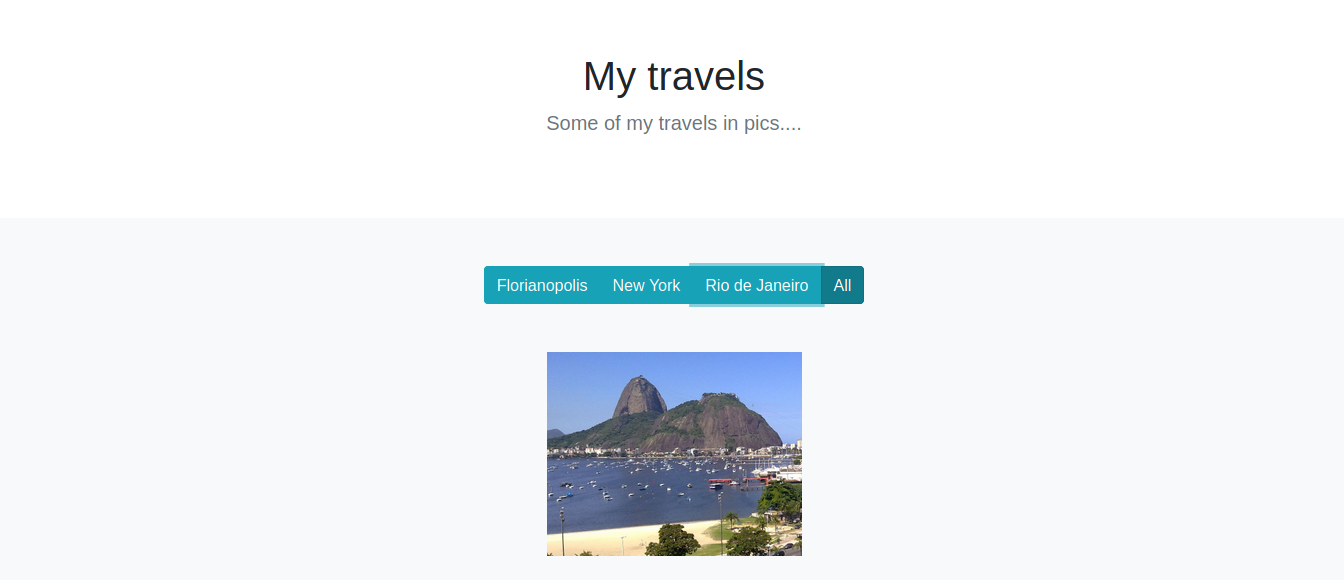 My travels
Some of my travels in pics....
Florianopolis New York Rio de Janeiro All